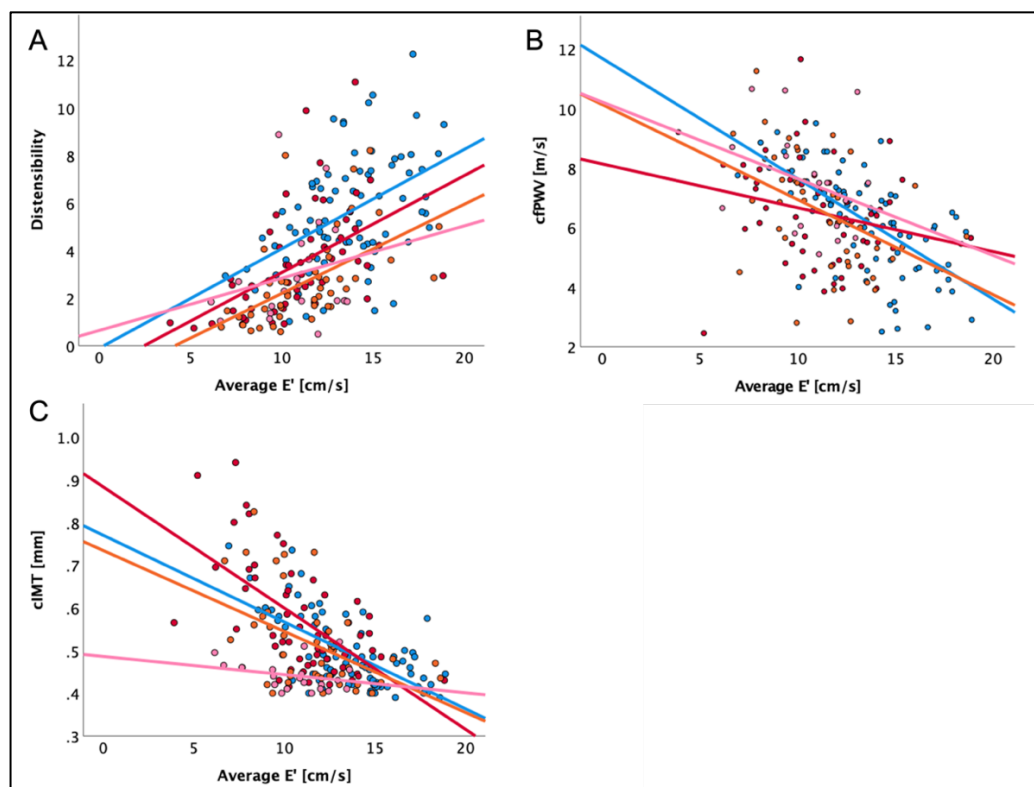 A
12
10
8
6
4
2
0
Distensibility
0 5 10 15 20
Average E' [cm/s]
B
12
10
8
6
4
2
cfPWV [m/s]
0 5 10 15 20
Average E' [cm/s]
C
1.0
.9
.8
.7
.6
.5
.4
.3
cIMT [mm]
0 5 10 15 20
Average E' [cm/s]